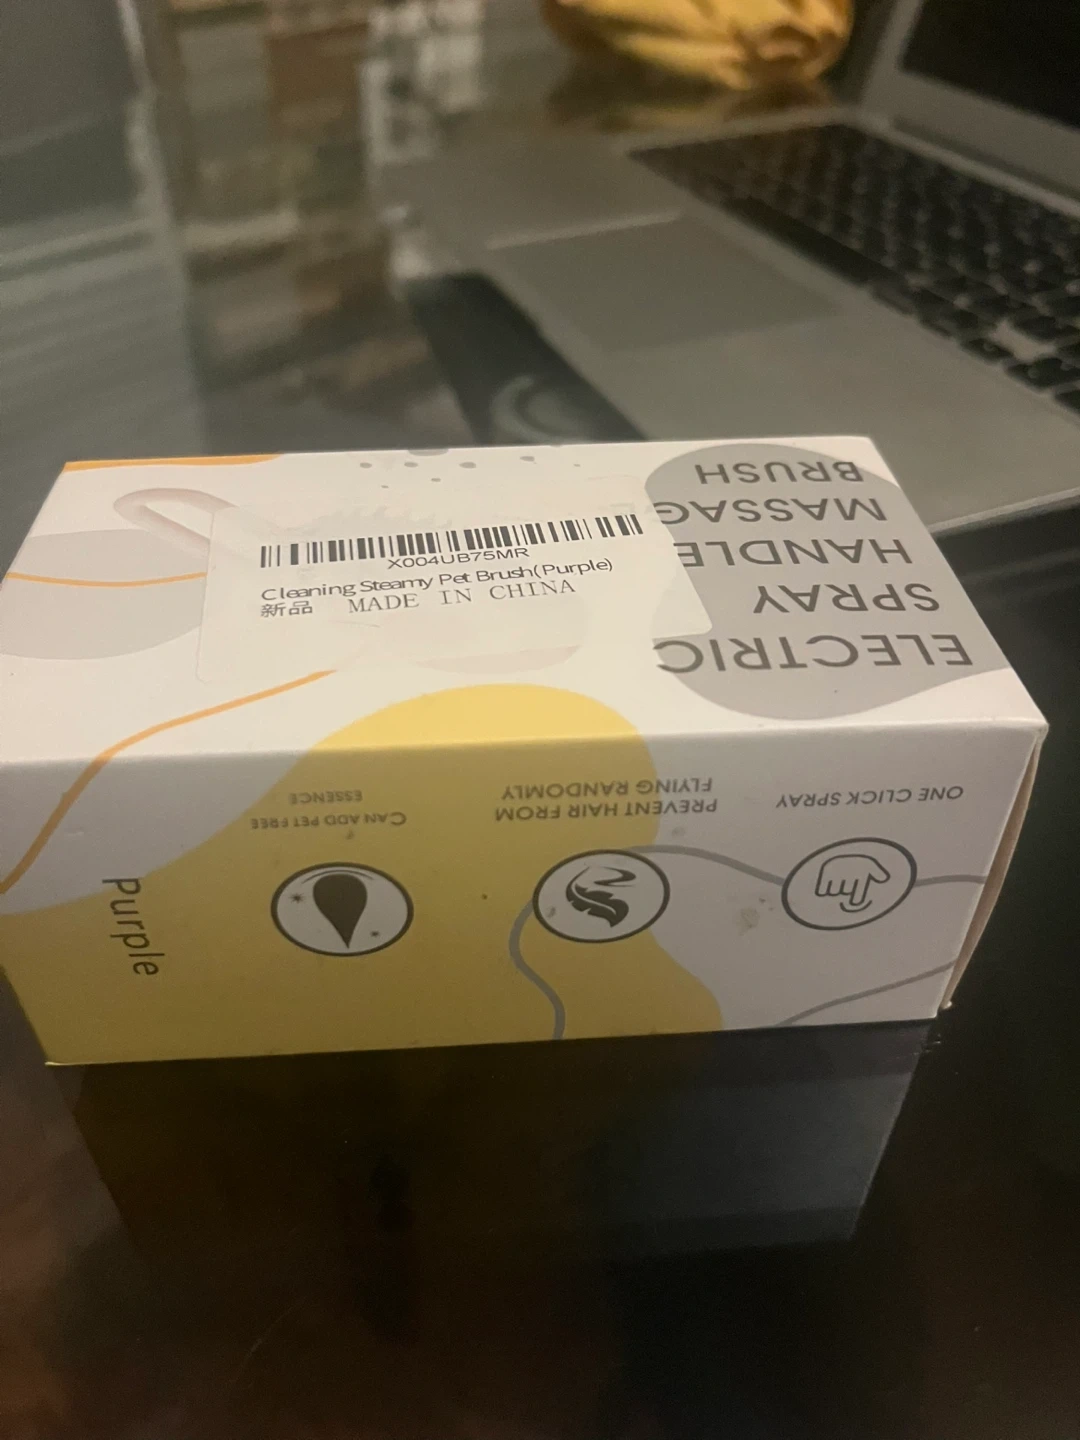 X004UB75MR
Cleaning Steamy Pet Brush(Purple)
新品 MADE IN CHINA
ELECTRIC
SPRAY
HANDLE
MASSAG
BRUSH
ONE CLICK SPRAY
PREVENT HAIR FROM
FLYING RANDOMLY
CAN ADD PET FREE
ESSENCE
Purple